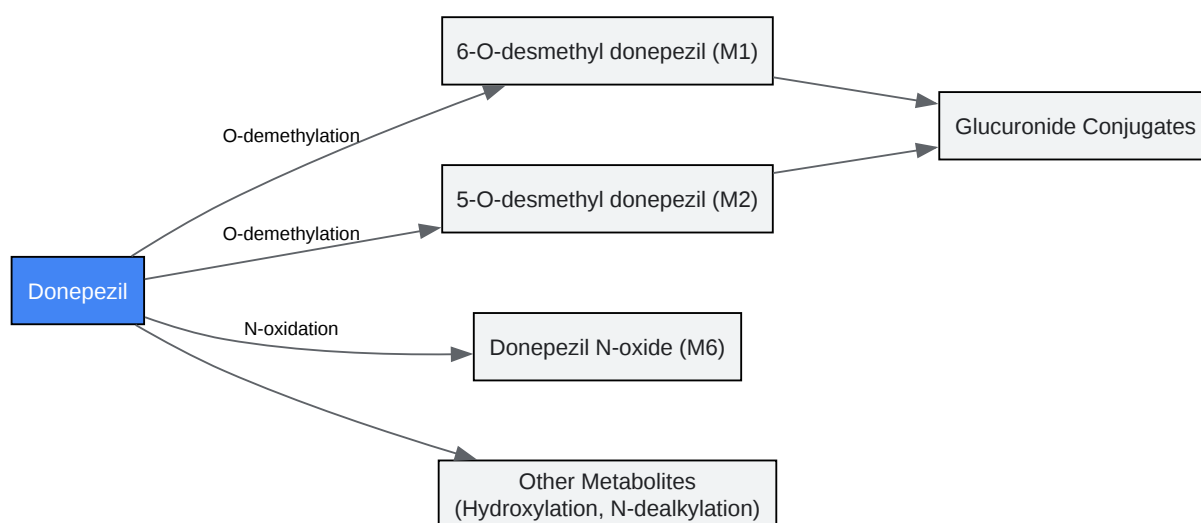 6-O-desmethyl donepezil (M1)
Glucuronide Conjugates
O-demethylation
5-O-desmethyl donepezil (M2)
O-demethylation
Donepezil
N-oxidation
Donepezil N-oxide (M6)
Other Metabolites
(Hydroxylation, N-dealkylation)